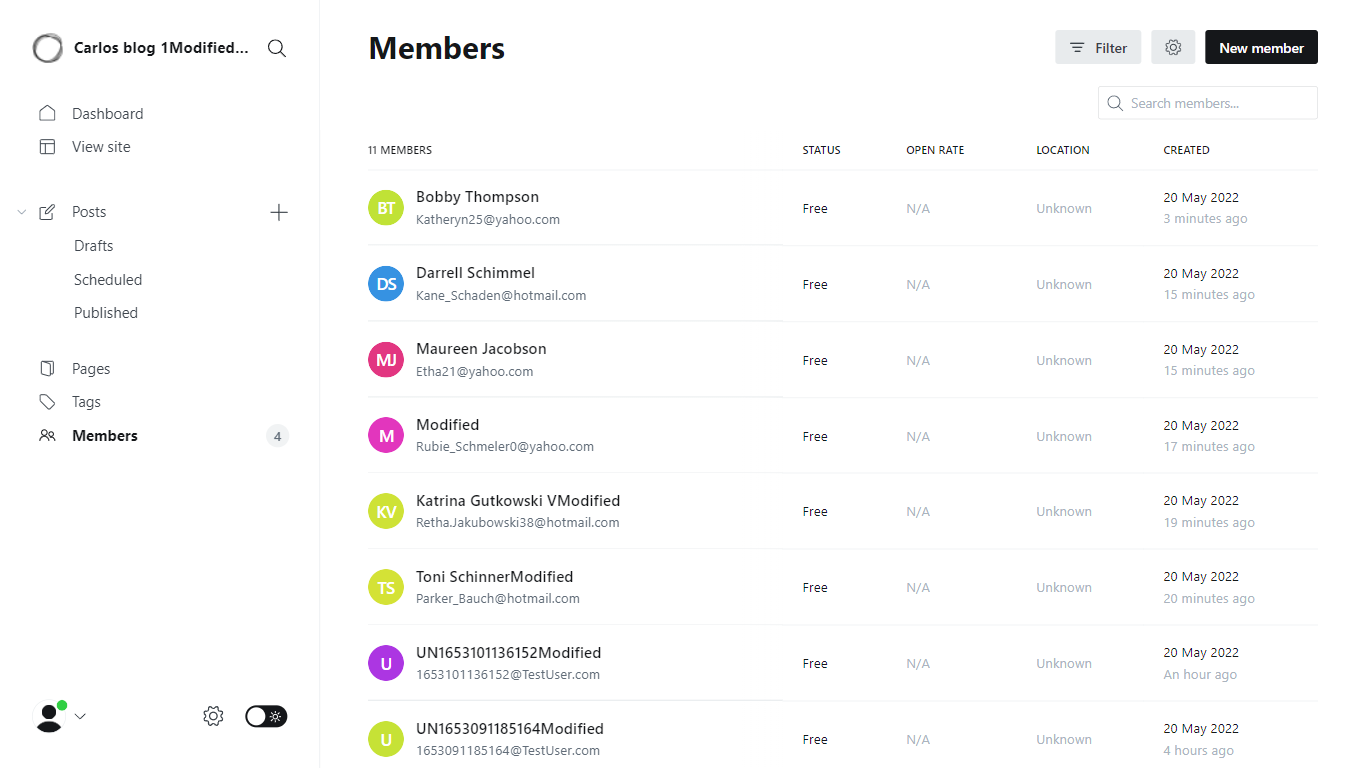 Carlos blog 1Modified...
Dashboard
View site
Posts
Drafts
Scheduled
Published
Pages
Tags
Members
4
Members
Filter
New member
Search members...
11 MEMBERS STATUS OPEN RATE LOCATION CREATED
BT Bobby Thompson Katheryn25@yahoo.com Free N/A Unknown 20 May 2022 3 minutes ago
DS Darrell Schimmel Kane_Schaden@hotmail.com Free N/A Unknown 20 May 2022 15 minutes ago
MJ Maureen Jacobson Etha21@yahoo.com Free N/A Unknown 20 May 2022 15 minutes ago
M Modified Rubie_Schmeler0@yahoo.com Free N/A Unknown 20 May 2022 17 minutes ago
KV Katrina Gutkowski VModified Retha.Jakubowski38@hotmail.com Free N/A Unknown 20 May 2022 19 minutes ago
TS Toni SchinnerModified Parker_Bauch@hotmail.com Free N/A Unknown 20 May 2022 20 minutes ago
U UN1653101136152Modified 1653101136152@TestUser.com Free N/A Unknown 20 May 2022 An hour ago
U UN1653091185164Modified 1653091185164@TestUser.com Free N/A Unknown 20 May 2022 4 hours ago